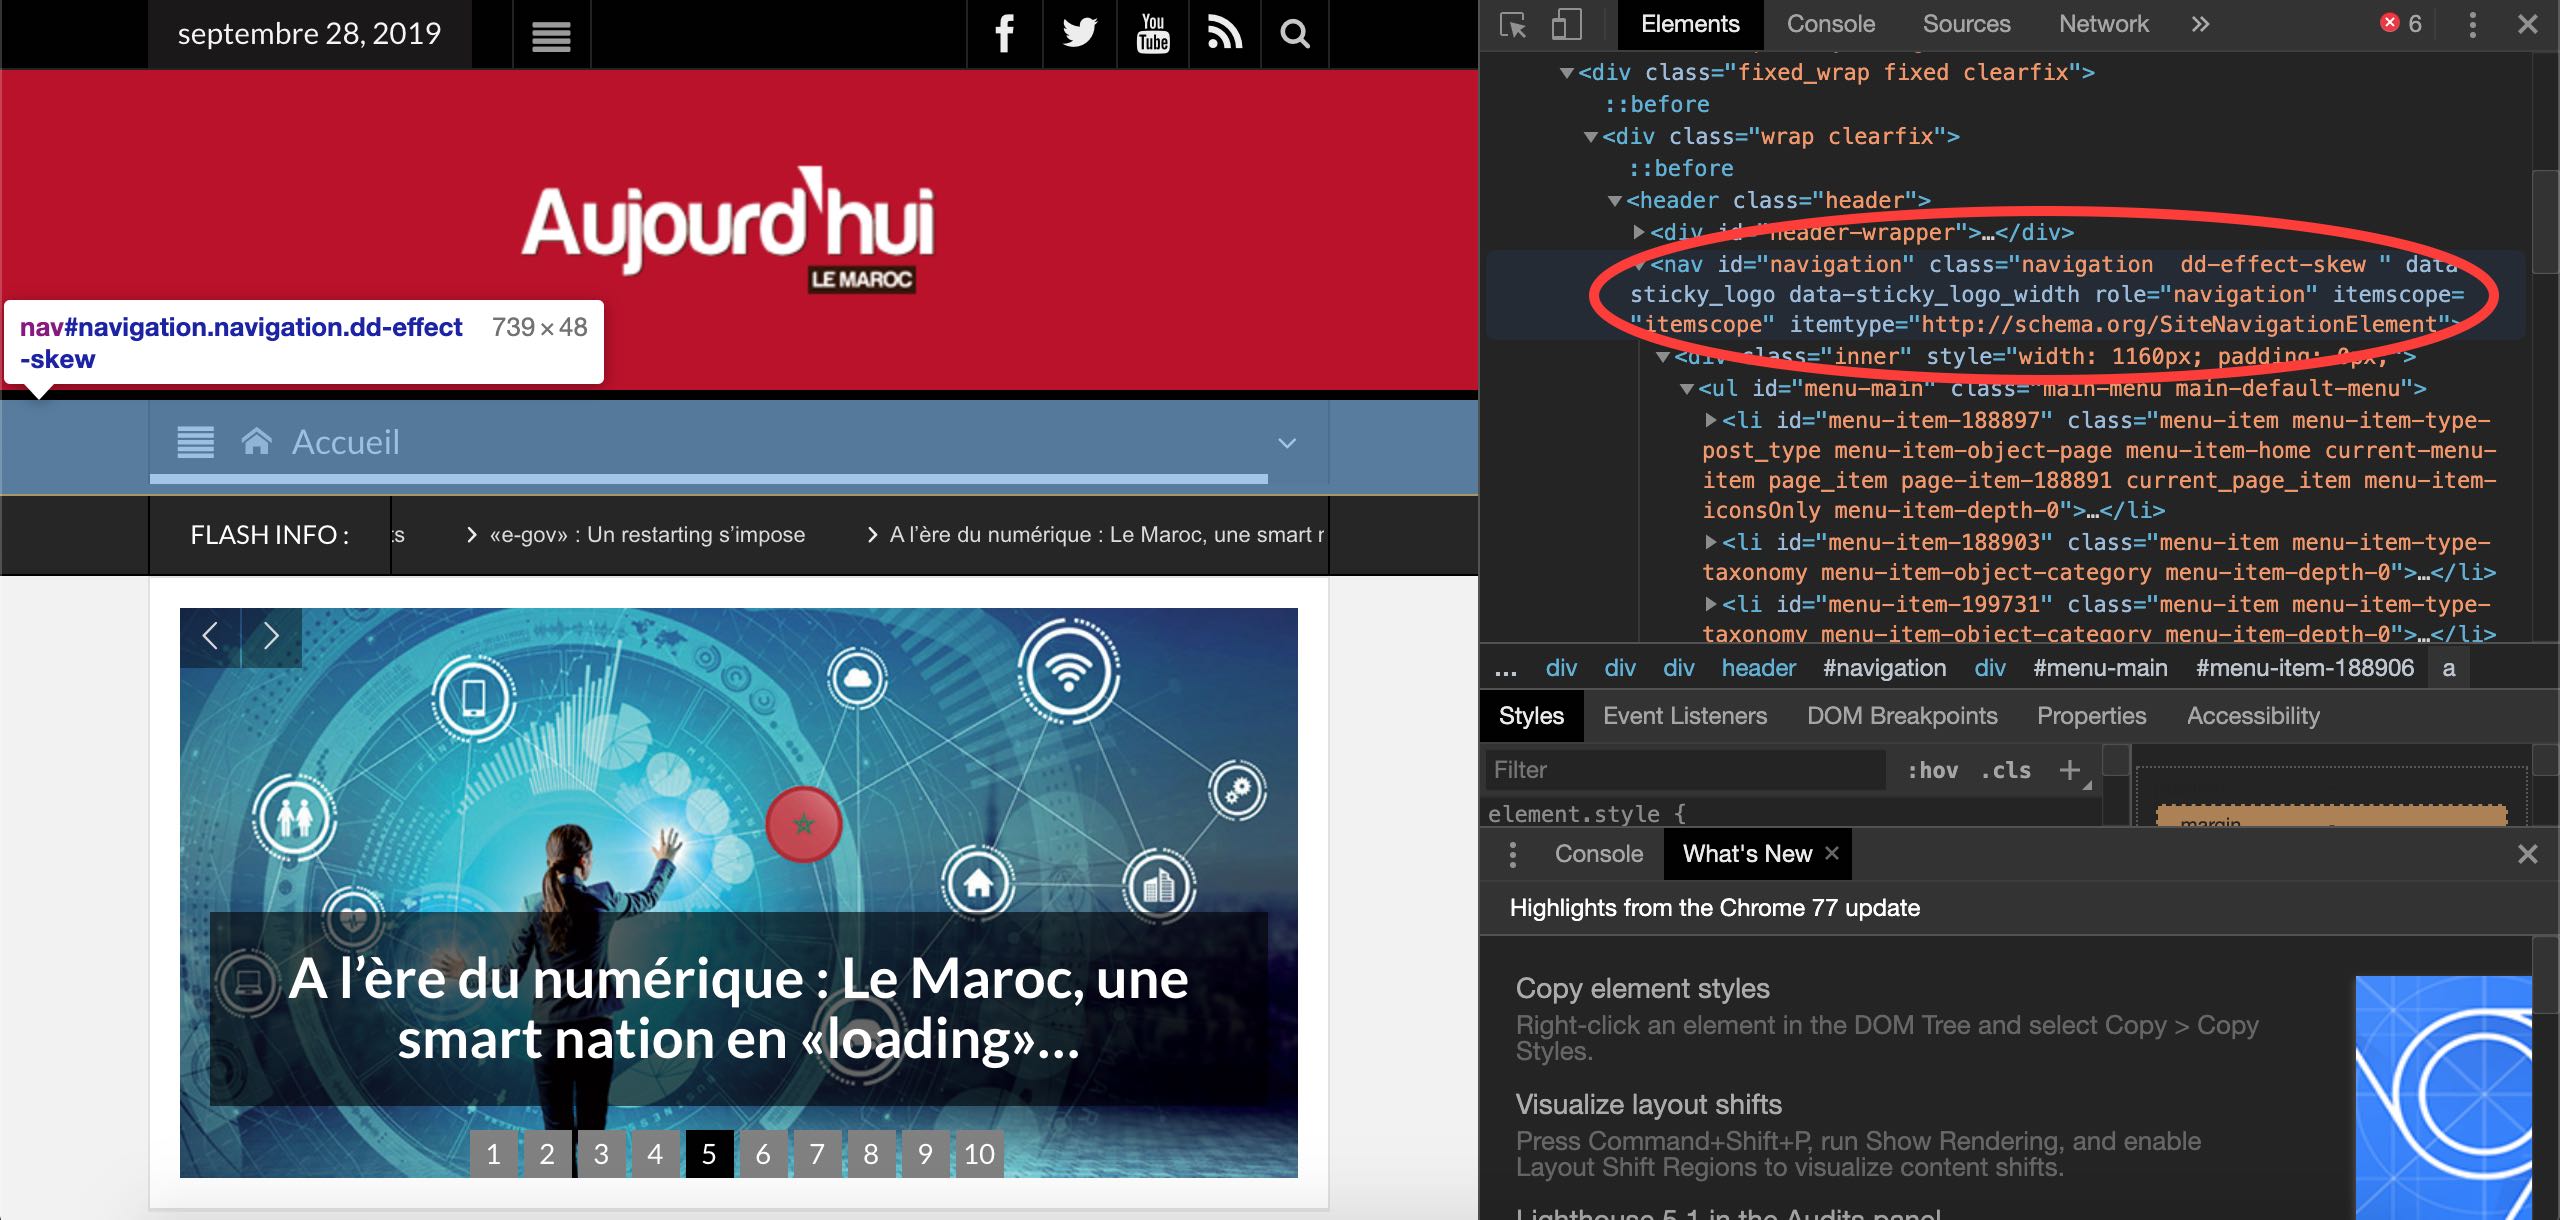 septembre 28, 2019
You
Tube
Aujourd'hui
LE MAROC
nav#navigation.navigation.dd-effect 739 × 48
-skew
Accueil
FLASH INFO : ts «e-gov» : Un restarting s’impose A l’ère du numérique : Le Maroc, une smart
A l’ère du numérique : Le Maroc, une
smart nation en «loading»...
1 2 3 4 5 6 7 8 9 10
Elements Console Sources Network » 6
<div class="fixed_wrap fixed clearfix">
::before
<div class="wrap clearfix">
::before
<header class="header">
<div id="header-wrapper">…</div>
<nav id="navigation" class="navigation  dd-effect-skew " data-
sticky_logo data-sticky_logo_width role="navigation" itemscope=
"itemscope" itemtype="http://schema.org/SiteNavigationElement">
<div class="inner" style="width: 1160px; padding: 0px;">
<ul id="menu-main" class="main-menu main-default-menu">
<li id="menu-item-188897" class="menu-item menu-item-type-
post_type menu-item-object-page menu-item-home current-menu-
item page_item page-item-188891 current_page_item menu-item-
iconsOnly menu-item-depth-0">…</li>
<li id="menu-item-188903" class="menu-item menu-item-type-
taxonomy menu-item-object-category menu-item-depth-0">…</li>
<li id="menu-item-199731" class="menu-item menu-item-type-
taxonomy menu-item-object-category menu-item-depth-0">…</li>
... div div div header #navigation div #menu-main #menu-item-188906 a
Styles Event Listeners DOM Breakpoints Properties Accessibility
Filter :hov .cls +
element.style {
margin
Console What's New ×
Highlights from the Chrome 77 update
Copy element styles
Right-click an element in the DOM Tree and select Copy > Copy
Styles.
Visualize layout shifts
Press Command+Shift+P, run Show Rendering, and enable
Layout Shift Regions to visualize content shifts.
Lighthouse 5.1 in the Audits panel